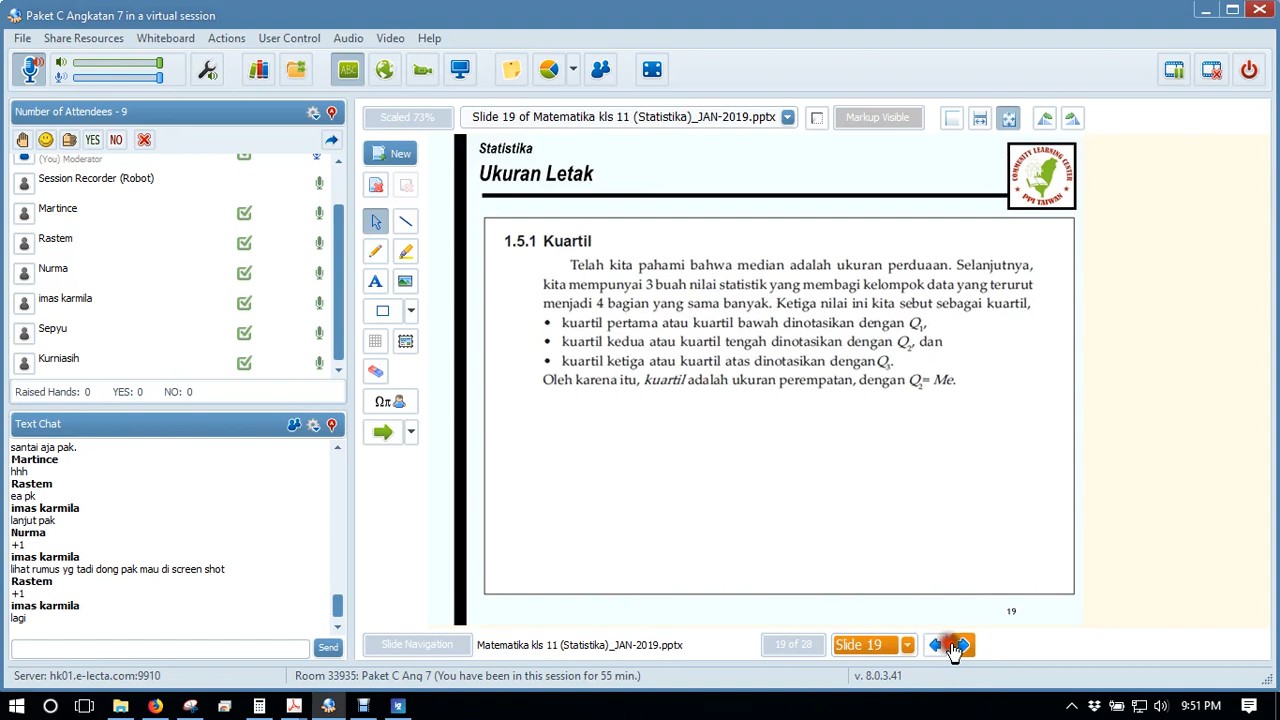 Paket C Angkatan 7 in a virtual session
File Share Resources Whiteboard Actions User Control Audio Video Help
ABC
Number of Attendees - 9
YES NO
(You) Moderator
Session Recorder (Robot)
Martince
Rastem
Nurma
imas karmila
Sepyu
Kurniasih
Raised Hands: 0 YES: 0 NO: 0
Text Chat
santai aja pak.
Martince
hhh
Rastem
ea pk
imas karmila
lanjut pak
Nurma
+1
imas karmila
lihat rumus yg tadi dong pak mau di screen shot
Rastem
+1
imas karmila
lagi
Send
Scaled 73%
Slide 19 of Matematika kls 11 (Statistika)_JAN-2019.pptx
Markup Visible
New
A
Ωπ
Statistika
Ukuran Letak
COMMUNITY LEARNING CENTER
PPI TAIWAN
1.5.1 Kuartil
Telah kita pahami bahwa median adalah ukuran perduaan. Selanjutnya,
kita mempunyai 3 buah nilai statistik yang membagi kelompok data yang terurut
menjadi 4 bagian yang sama banyak. Ketiga nilai ini kita sebut sebagai kuartil,
• kuartil pertama atau kuartil bawah dinotasikan dengan Q₁,
• kuartil kedua atau kuartil tengah dinotasikan dengan Q₂, dan
• kuartil ketiga atau kuartil atas dinotasikan dengan Q₃.
Oleh karena itu, kuartil adalah ukuran perempatan, dengan Q₂= Me.
19
Slide Navigation
Matematika kls 11 (Statistika)_JAN-2019.pptx
19 of 28
Slide 19
Server: hk01.e-lecta.com:9910
Room 33935: Paket C Ang 7 (You have been in this session for 55 min.)
v. 8.0.3.41
9:51 PM